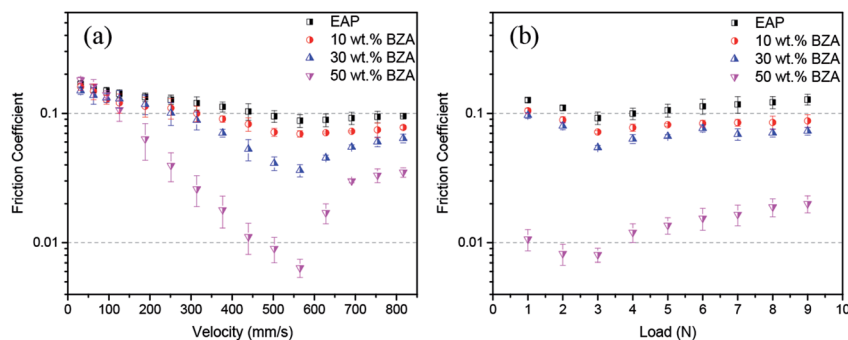 (a)
EAP
10 wt.% BZA
30 wt.% BZA
50 wt.% BZA
Friction Coefficient
0.1
0.01
0 100 200 300 400 500 600 700 800
Velocity (mm/s)
(b)
EAP
10 wt.% BZA
30 wt.% BZA
50 wt.% BZA
Friction Coefficient
0.1
0.01
0 1 2 3 4 5 6 7 8 9 10
Load (N)